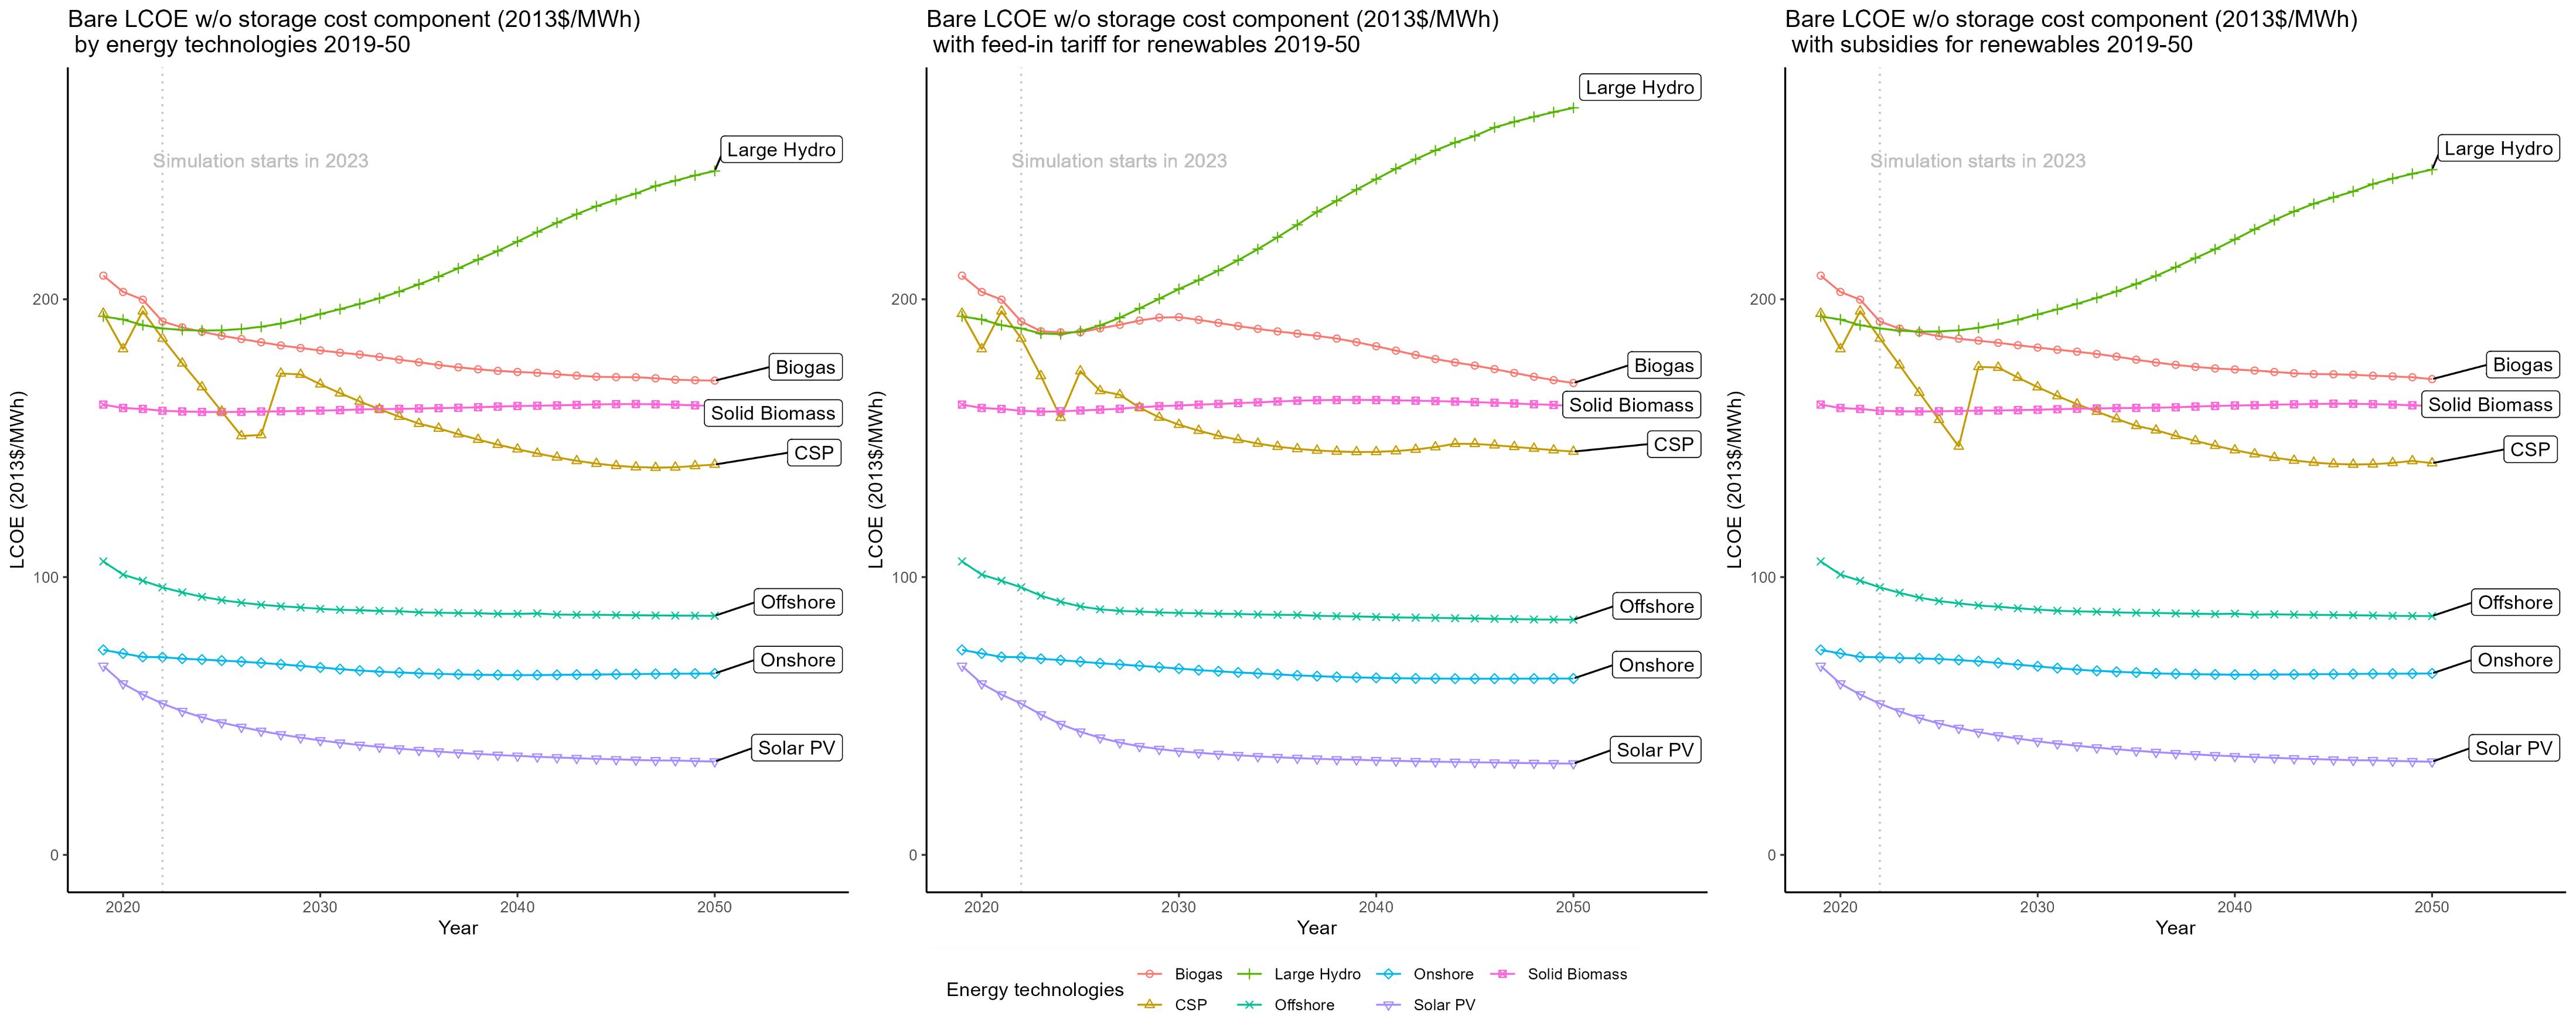 Bare LCOE w/o storage cost component (2013$/MWh)
by energy technologies 2019-50
LCOE (2013$/MWh)
200
100
0
Simulation starts in 2023
Large Hydro
Biogas
Solid Biomass
CSP
Offshore
Onshore
Solar PV
2020 2030 2040 2050
Year
Bare LCOE w/o storage cost component (2013$/MWh)
with feed-in tariff for renewables 2019-50
LCOE (2013$/MWh)
200
100
0
Simulation starts in 2023
Large Hydro
Biogas
Solid Biomass
CSP
Offshore
Onshore
Solar PV
2020 2030 2040 2050
Year
Bare LCOE w/o storage cost component (2013$/MWh)
with subsidies for renewables 2019-50
LCOE (2013$/MWh)
200
100
0
Simulation starts in 2023
Large Hydro
Biogas
Solid Biomass
CSP
Offshore
Onshore
Solar PV
2020 2030 2040 2050
Year
Energy technologies
Biogas Large Hydro Onshore Solid Biomass
CSP Offshore Solar PV